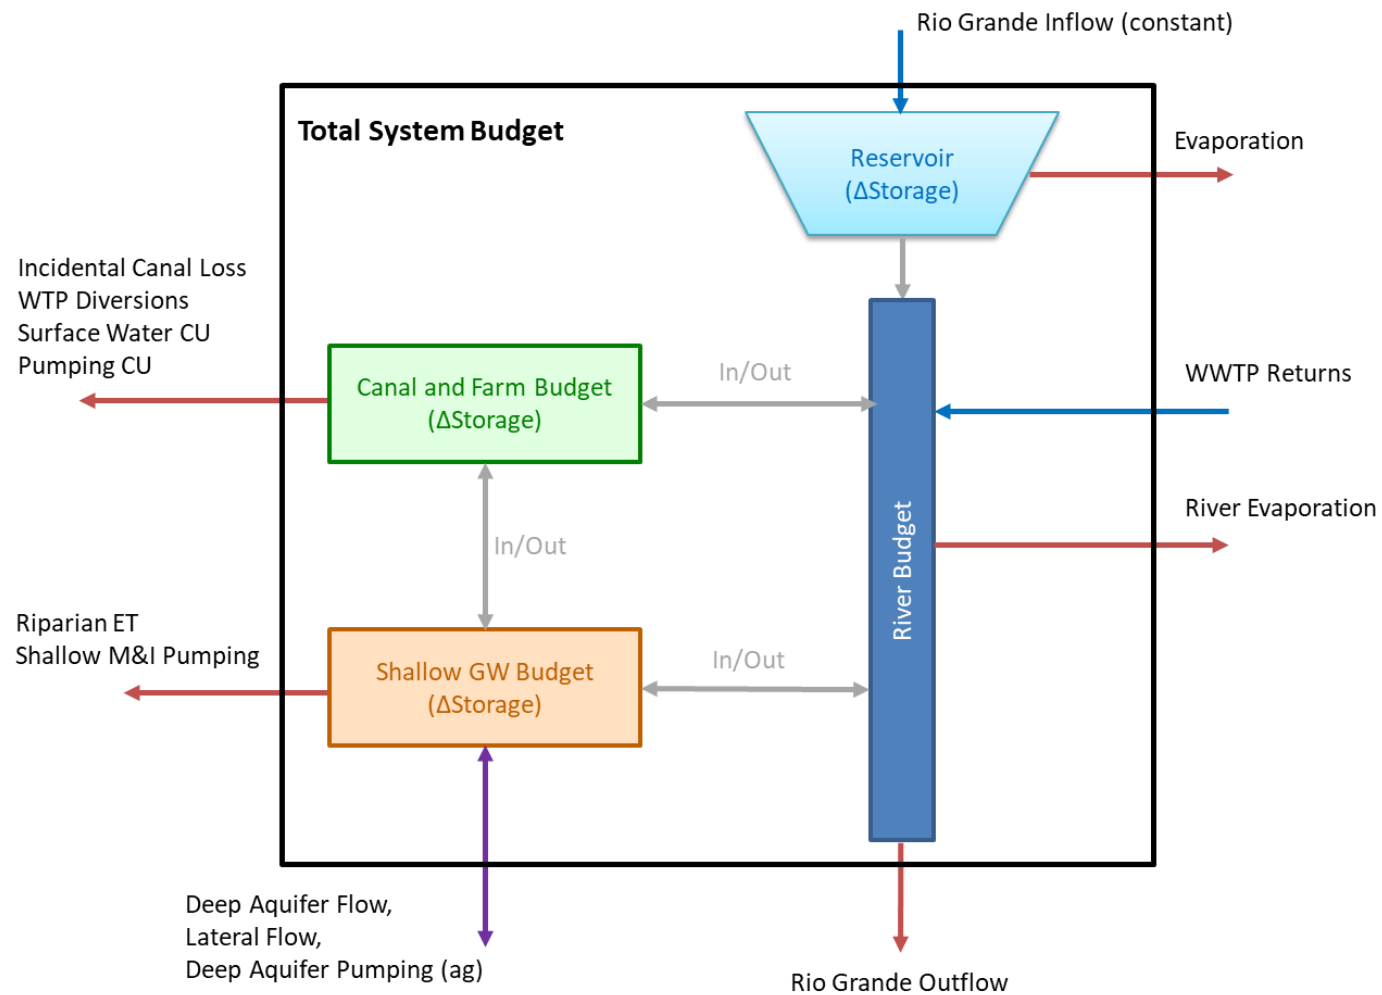 Rio Grande Inflow (constant)
Total System Budget
Reservoir
(ΔStorage)
Evaporation
Incidental Canal Loss
WTP Diversions
Surface Water CU
Pumping CU
Canal and Farm Budget
(ΔStorage)
In/Out
WWTP Returns
River Evaporation
In/Out
River Budget
Riparian ET
Shallow M&I Pumping
Shallow GW Budget
(ΔStorage)
In/Out
Deep Aquifer Flow,
Lateral Flow,
Deep Aquifer Pumping (ag)
Rio Grande Outflow